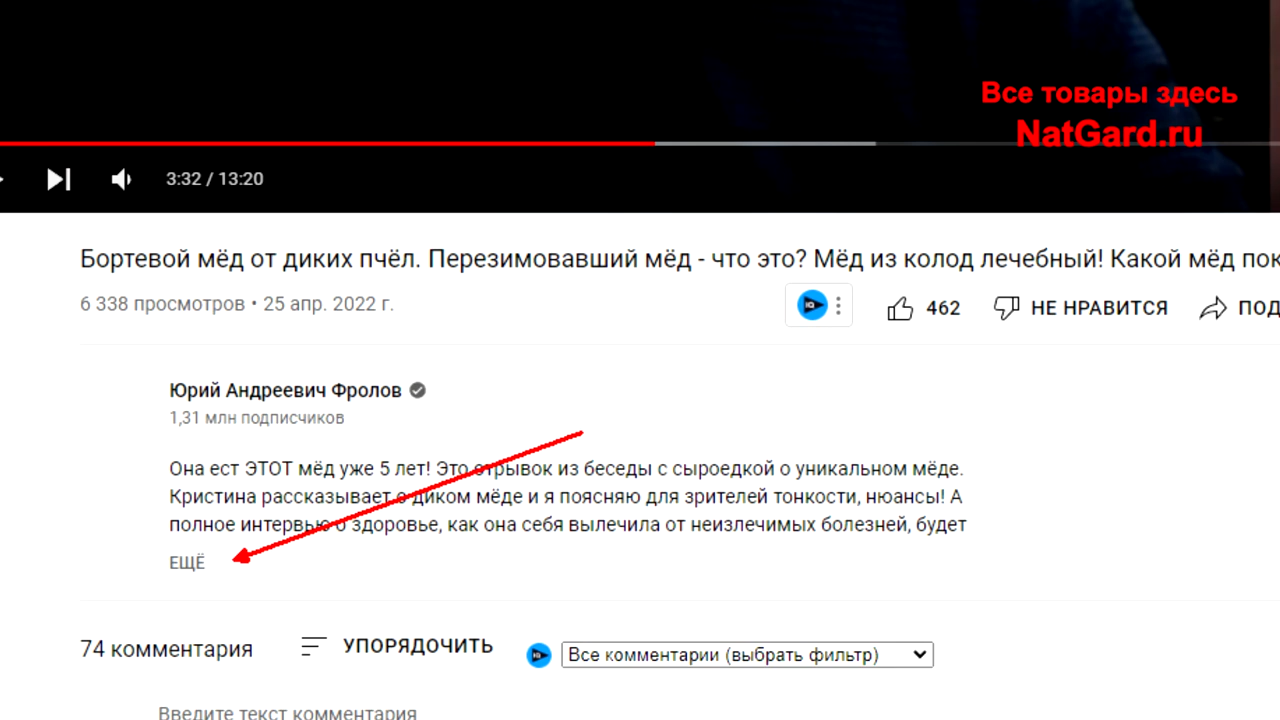 Все товары здесь
NatGard.ru
3:32 / 13:20
Бортевой мёд от диких пчёл. Перезимовавший мёд - что это? Мёд из колод лечебный! Какой мёд пок
6 338 просмотров • 25 апр. 2022 г.
462 НЕ НРАВИТСЯ ПОД
Юрий Андреевич Фролов
1,31 млн подписчиков
Она ест ЭТОТ мёд уже 5 лет! Это отрывок из беседы с сыроедкой о уникальном мёде.
Кристина рассказывает о диком мёде и я поясняю для зрителей тонкости, нюансы! А
полное интервью о здоровье, как она себя вылечила от неизлечимых болезней, будет
ЕЩЁ
74 комментария УПОРЯДОЧИТЬ Все комментарии (выбрать фильтр)
Введите текст комментария